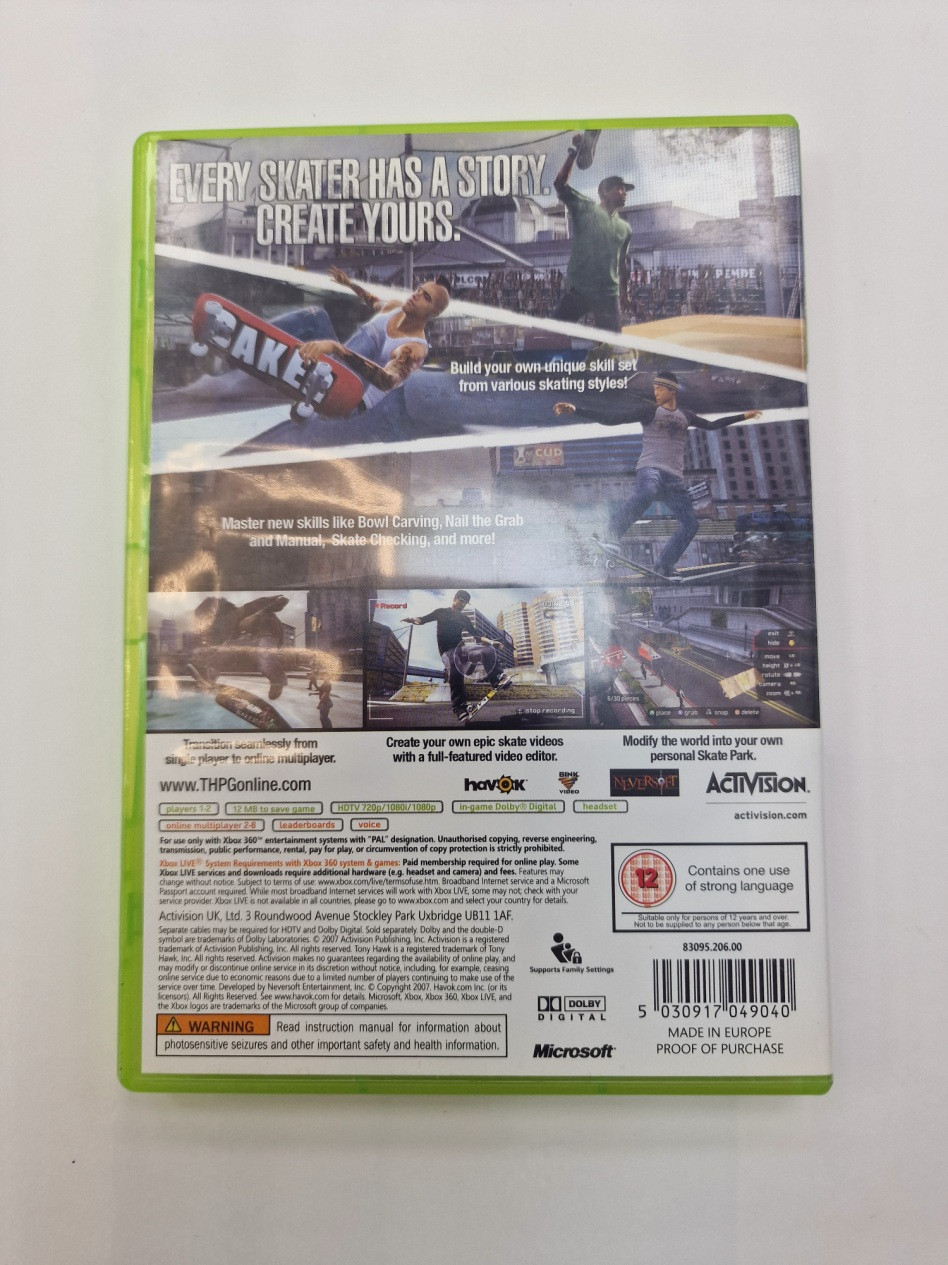 EVERY SKATER HAS A STORY.
CREATE YOURS.
BAKER
Build your own unique skill set
from various skating styles!
Master new skills like Bowl Carving, Nail the Grab
and Manual, Skate Checking, and more!
Record
stop recording
exit
hide
move
height
rotate
camera
zoom
6/30 pieces
place grab snap delete
Transition seamlessly from
single player to online multiplayer.
Create your own epic skate videos
with a full-featured video editor.
Modify the world into your own
personal Skate Park.
www.THPGonline.com
havok
BINK
VIDEO
NEVERSOFT
ACTIVISION.
activision.com
players 1-2
12 MB to save game
HDTV 720p/1080i/1080p
in-game Dolby® Digital
headset
online multiplayer 2-8
leaderboards
voice
For use only with Xbox 360™ entertainment systems with "PAL" designation. Unauthorised copying, reverse engineering,
transmission, public performance, rental, pay for play, or circumvention of copy protection is strictly prohibited.
Xbox LIVE® System Requirements with Xbox 360 system & games: Paid membership required for online play. Some
Xbox LIVE services and downloads require additional hardware (e.g. headset and camera) and fees. Features may
change without notice. Subject to terms of use: www.xbox.com/live/termsofuse.htm. Broadband Internet service and a Microsoft
Passport account required. While most broadband Internet services will work with Xbox LIVE, some may not; check with your
service provider. Xbox LIVE is not available in all countries, please go to www.xbox.com and select your country for details.
Activision UK, Ltd. 3 Roundwood Avenue Stockley Park Uxbridge UB11 1AF.
Separate cables may be required for HDTV and Dolby Digital. Sold separately. Dolby and the double-D
symbol are trademarks of Dolby Laboratories. © 2007 Activision Publishing, Inc. Activision is a registered
trademark of Activision Publishing, Inc. All rights reserved. Tony Hawk is a registered trademark of Tony
Hawk, Inc. All rights reserved. Activision makes no guarantees regarding the availability of online play, and
may modify or discontinue online service in its discretion without notice, including, for example, ceasing
online service due to economic reasons due to a limited number of players continuing to make use of the
service over time. Developed by Neversoft Entertainment, Inc. © Copyright 2007. Havok.com Inc. (or its
licensors). All Rights Reserved. See www.havok.com for details. Microsoft, Xbox, Xbox 360, Xbox LIVE, and
the Xbox logos are trademarks of the Microsoft group of companies.
WARNING Read instruction manual for information about
photosensitive seizures and other important safety and health information.
Supports Family Settings
DOLBY
DIGITAL
Microsoft®
12
Contains one use
of strong language
Suitable only for persons of 12 years and over.
Not to be supplied to any person below that age.
83095.206.00
5 030917 049040
MADE IN EUROPE
PROOF OF PURCHASE